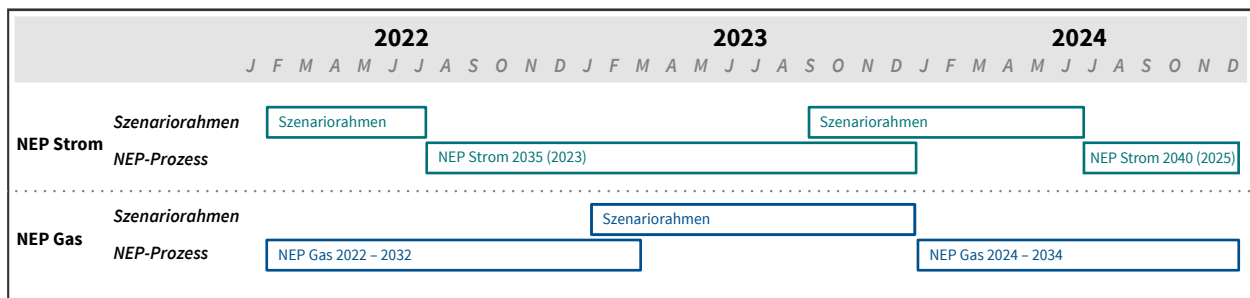 2022 2023 2024
J F M A M J J A S O N D J F M A M J J A S O N D J F M A M J J A S O N D
Szenariorahmen Szenariorahmen Szenariorahmen
NEP Strom
NEP-Prozess NEP Strom 2035 (2023) NEP Strom 2040 (2025)
Szenariorahmen Szenariorahmen
NEP Gas
NEP-Prozess NEP Gas 2022 – 2032 NEP Gas 2024 – 2034